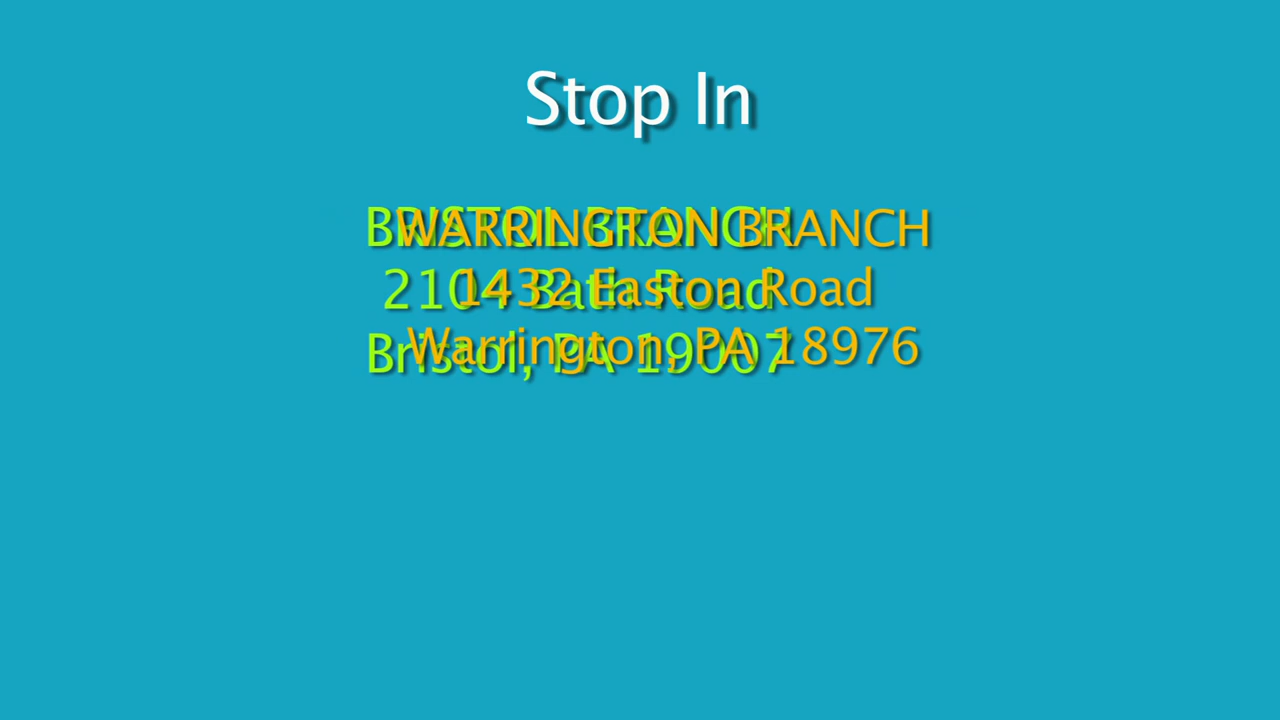 Stop In
BRISTOL BRANCH
2104 Bath Road
Bristol, PA 19007
WARRINGTON BRANCH
1432 Easton Road
Warrington, PA 18976